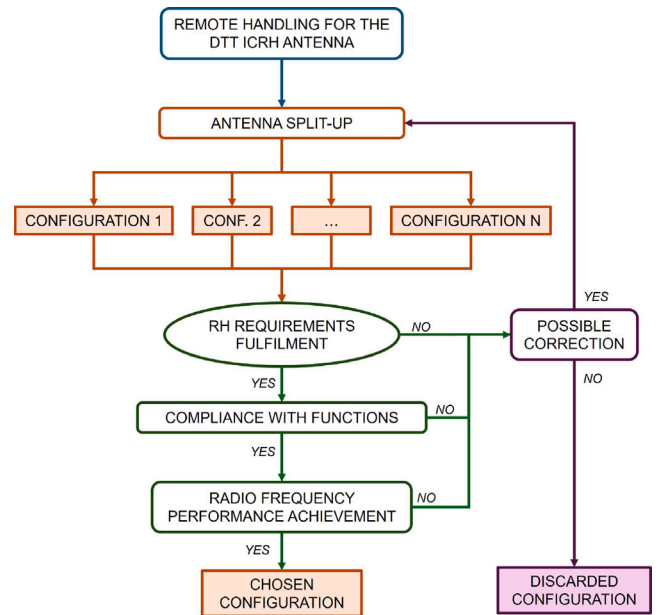 REMOTE HANDLING FOR THE
DTT ICRH ANTENNA
ANTENNA SPLIT-UP
CONFIGURATION 1
CONF. 2
...
CONFIGURATION N
YES
RH REQUIREMENTS
FULFILMENT
NO
POSSIBLE
CORRECTION
YES
NO
COMPLIANCE WITH FUNCTIONS
NO
YES
RADIO FREQUENCY
PERFORMANCE ACHIEVEMENT
NO
YES
CHOSEN
CONFIGURATION
DISCARDED
CONFIGURATION